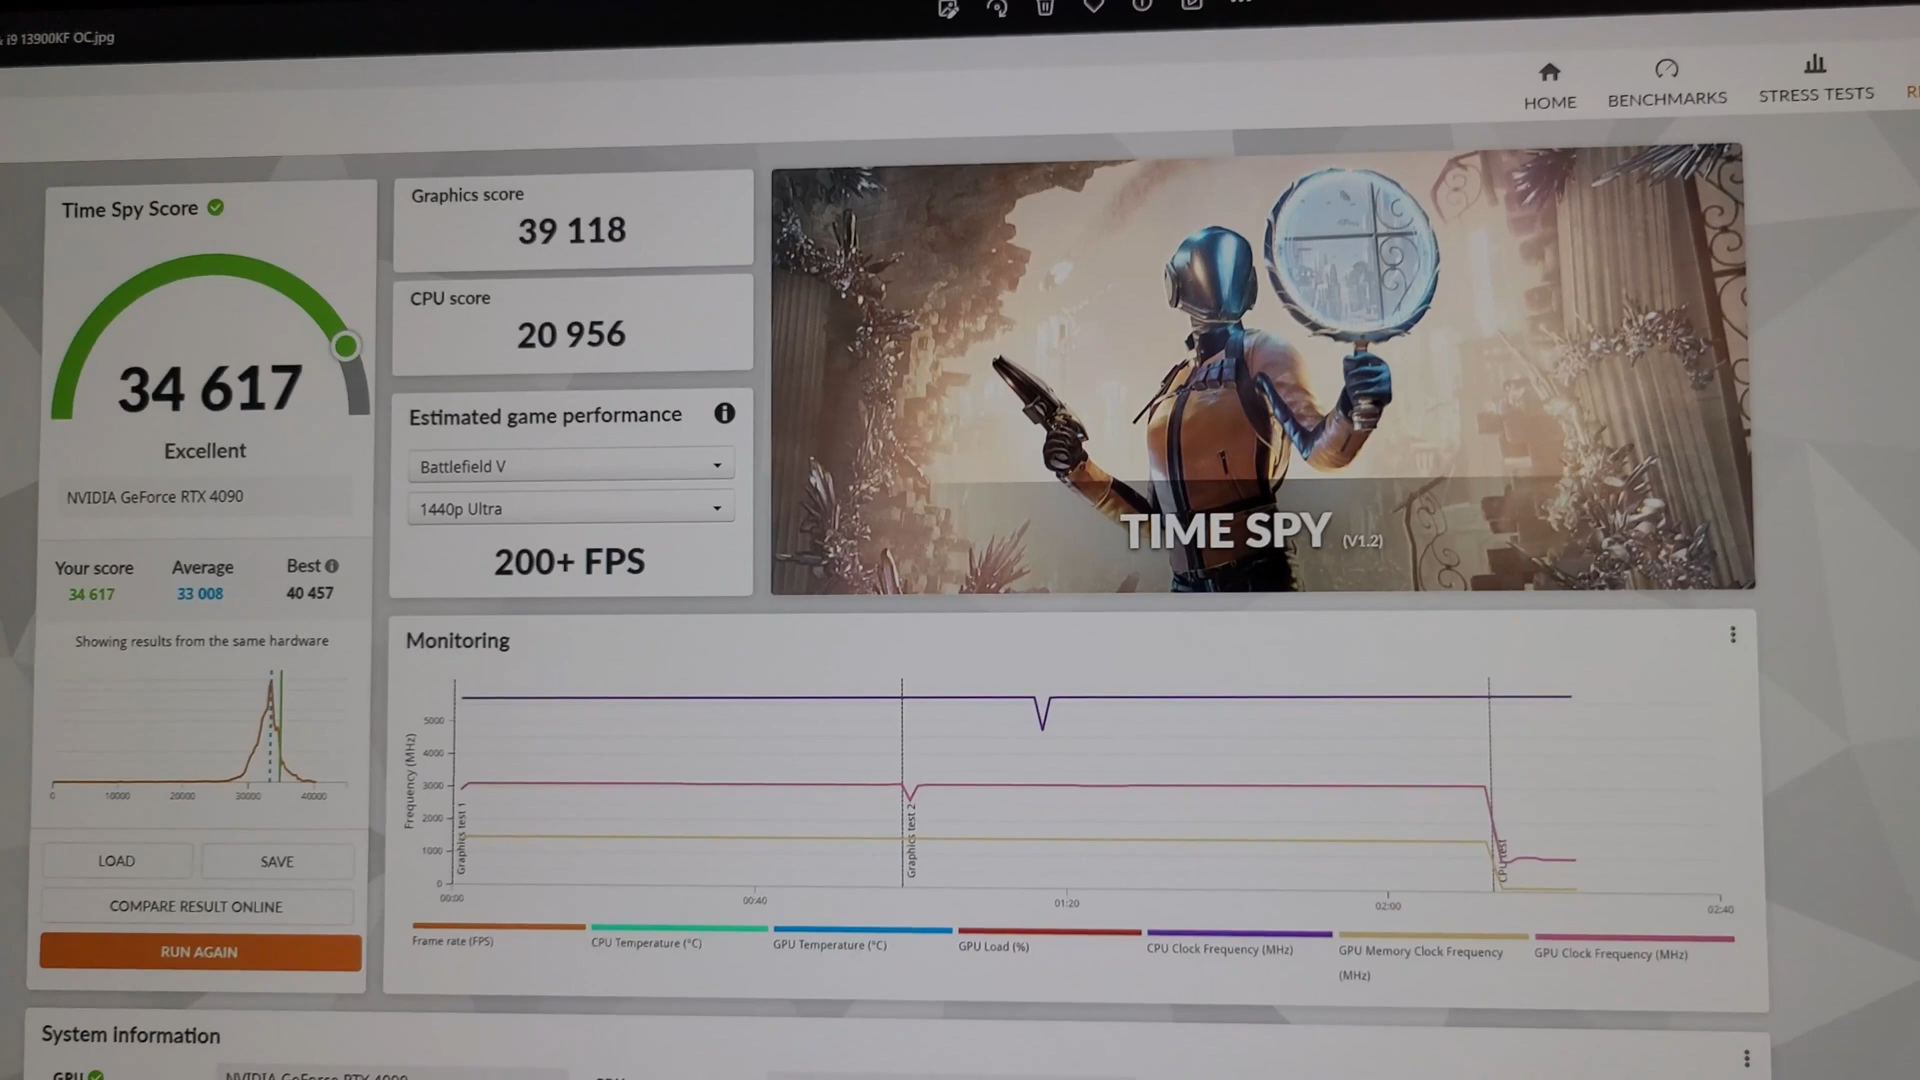 i9 13900KF OC.jpg
HOME
BENCHMARKS
STRESS TESTS
Time Spy Score
34 617
Excellent
NVIDIA GeForce RTX 4090
Your score
Average
Best
34 617
33 008
40 457
Showing results from the same hardware
0 10000 20000 30000 40000
LOAD
SAVE
COMPARE RESULT ONLINE
RUN AGAIN
Graphics score
39 118
CPU score
20 956
Estimated game performance
Battlefield V
1440p Ultra
200+ FPS
TIME SPY (V1.2)
Monitoring
Frequency (MHz)
5000
4000
3000
2000
1000
0
Graphics test 1
Graphics test 2
CPU test
00:00 00:40 01:20 02:00 02:40
Frame rate (FPS)
CPU Temperature (°C)
GPU Temperature (°C)
GPU Load (%)
CPU Clock Frequency (MHz)
GPU Memory Clock Frequency
(MHz)
GPU Clock Frequency (MHz)
System information
GPU
NVIDIA GeForce RTX 4090